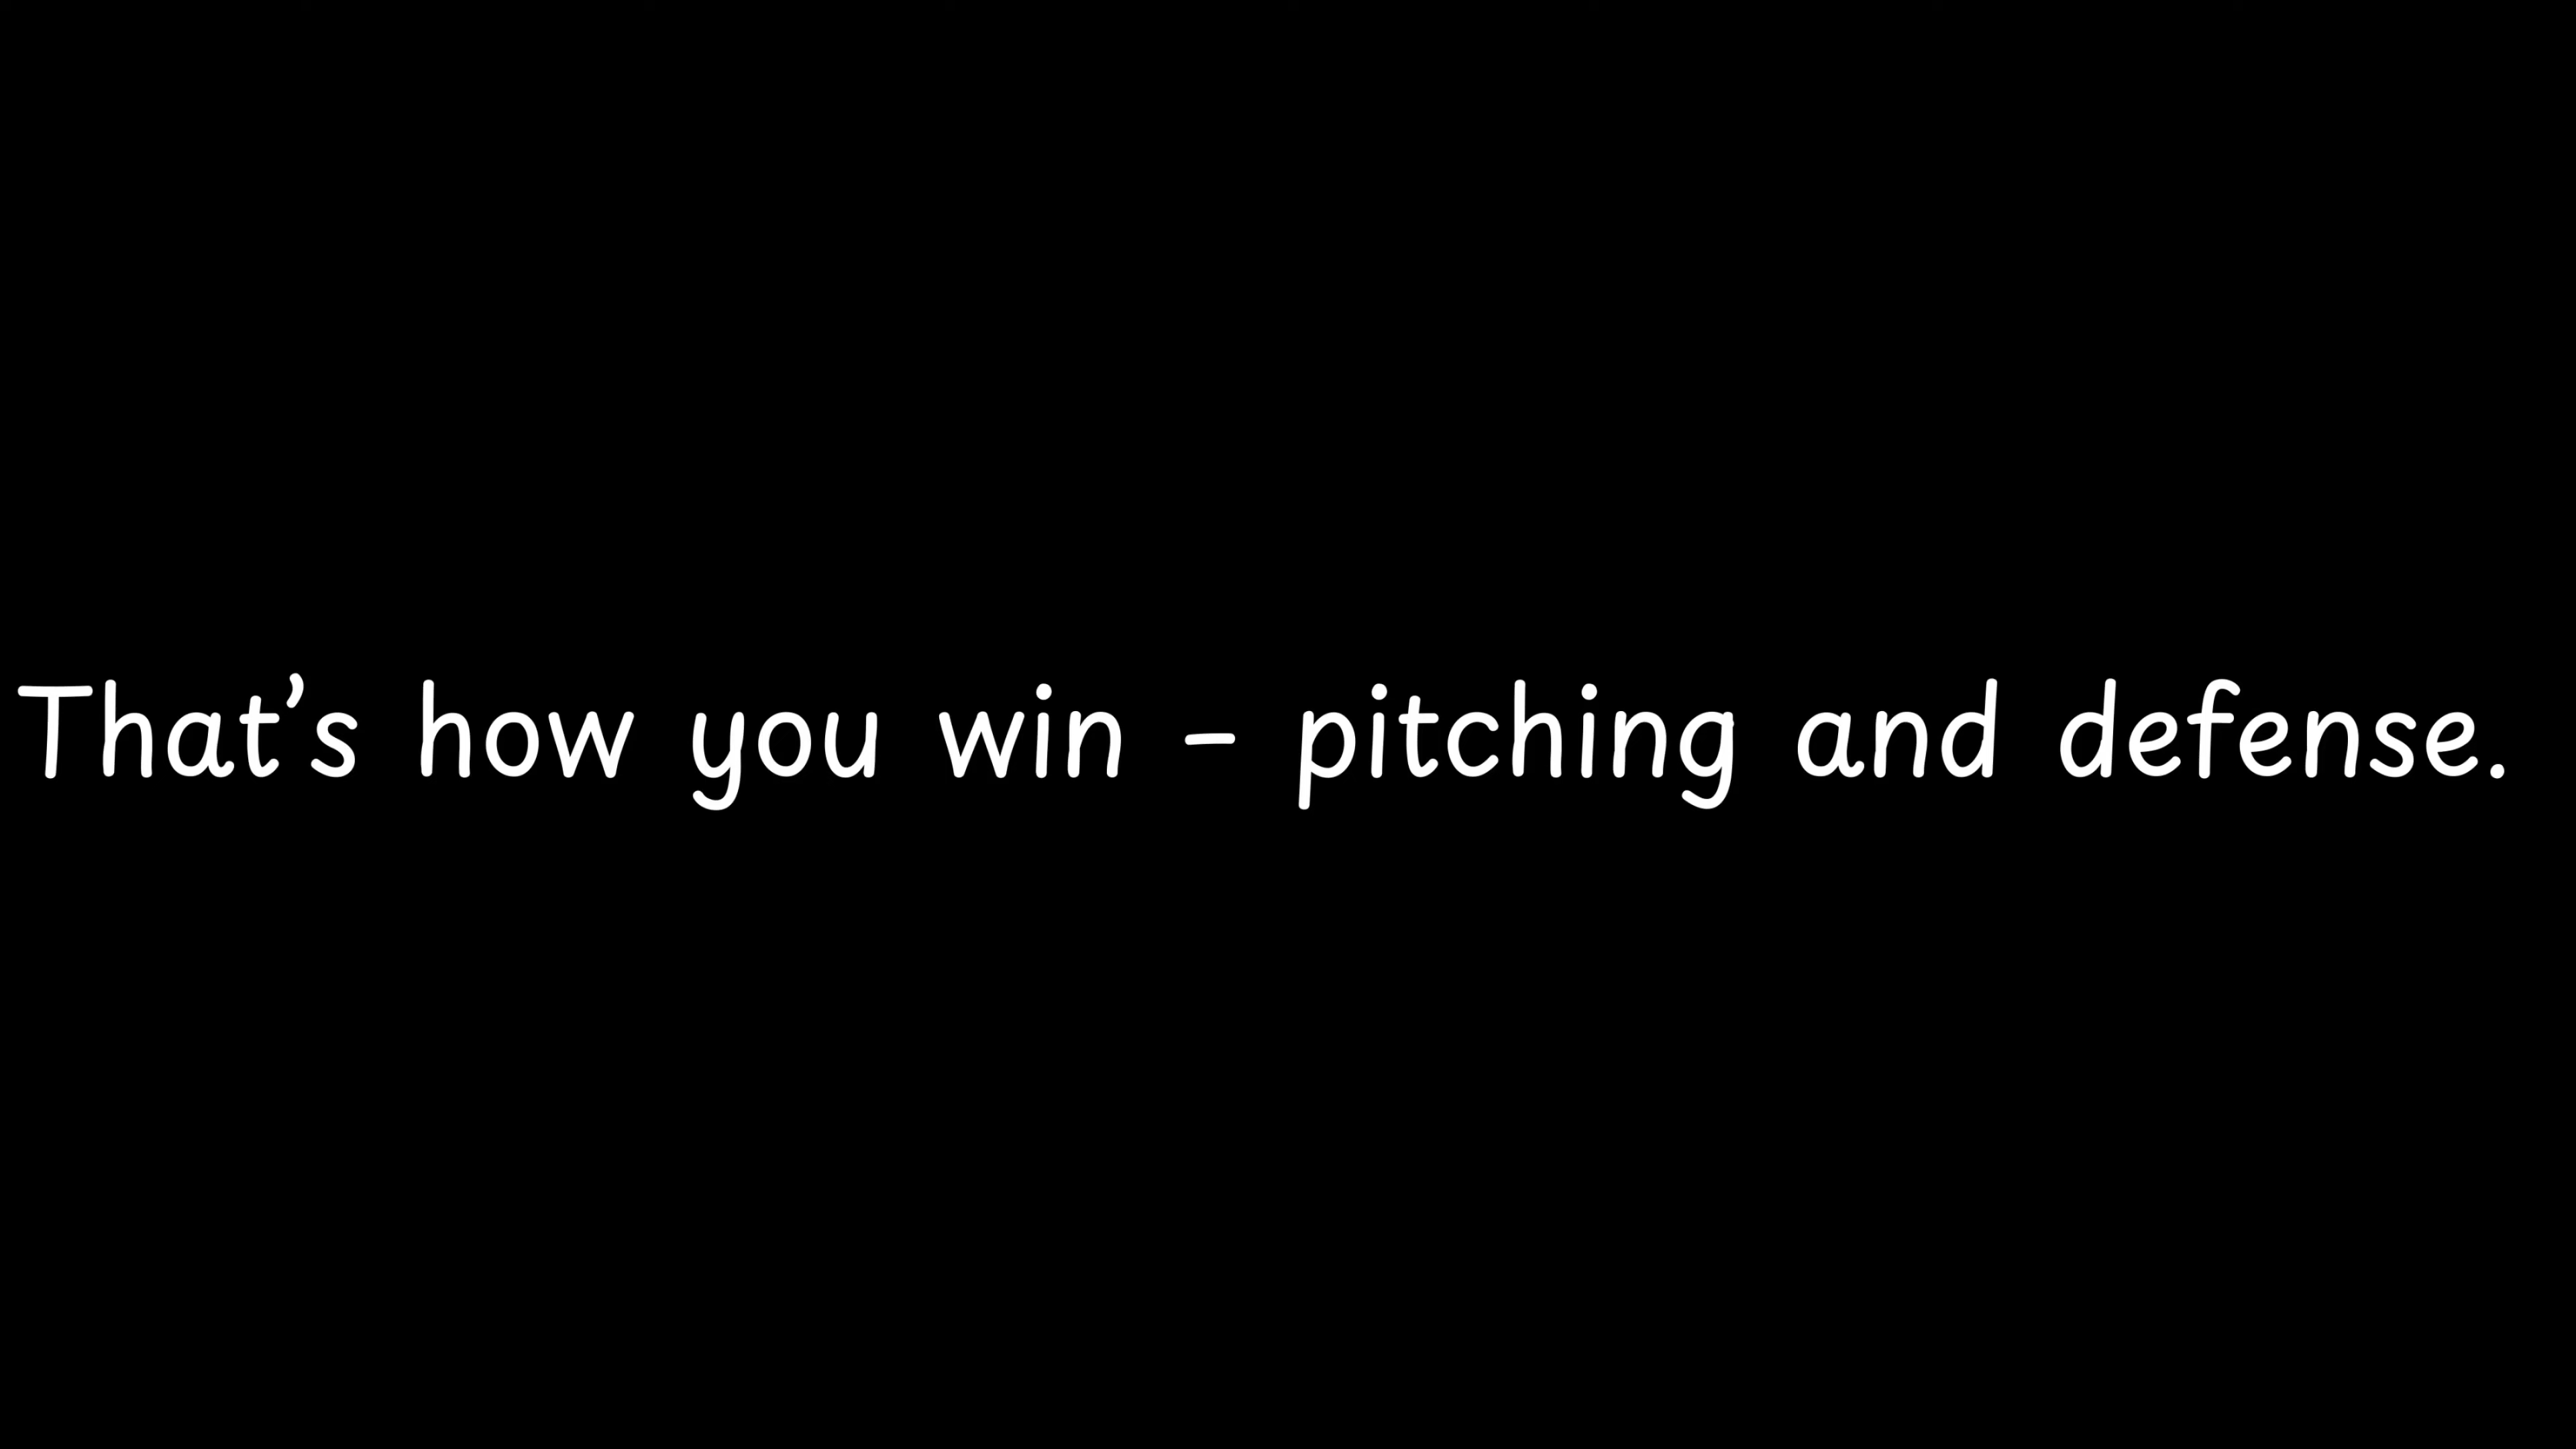 That’s how you win – pitching and defense.